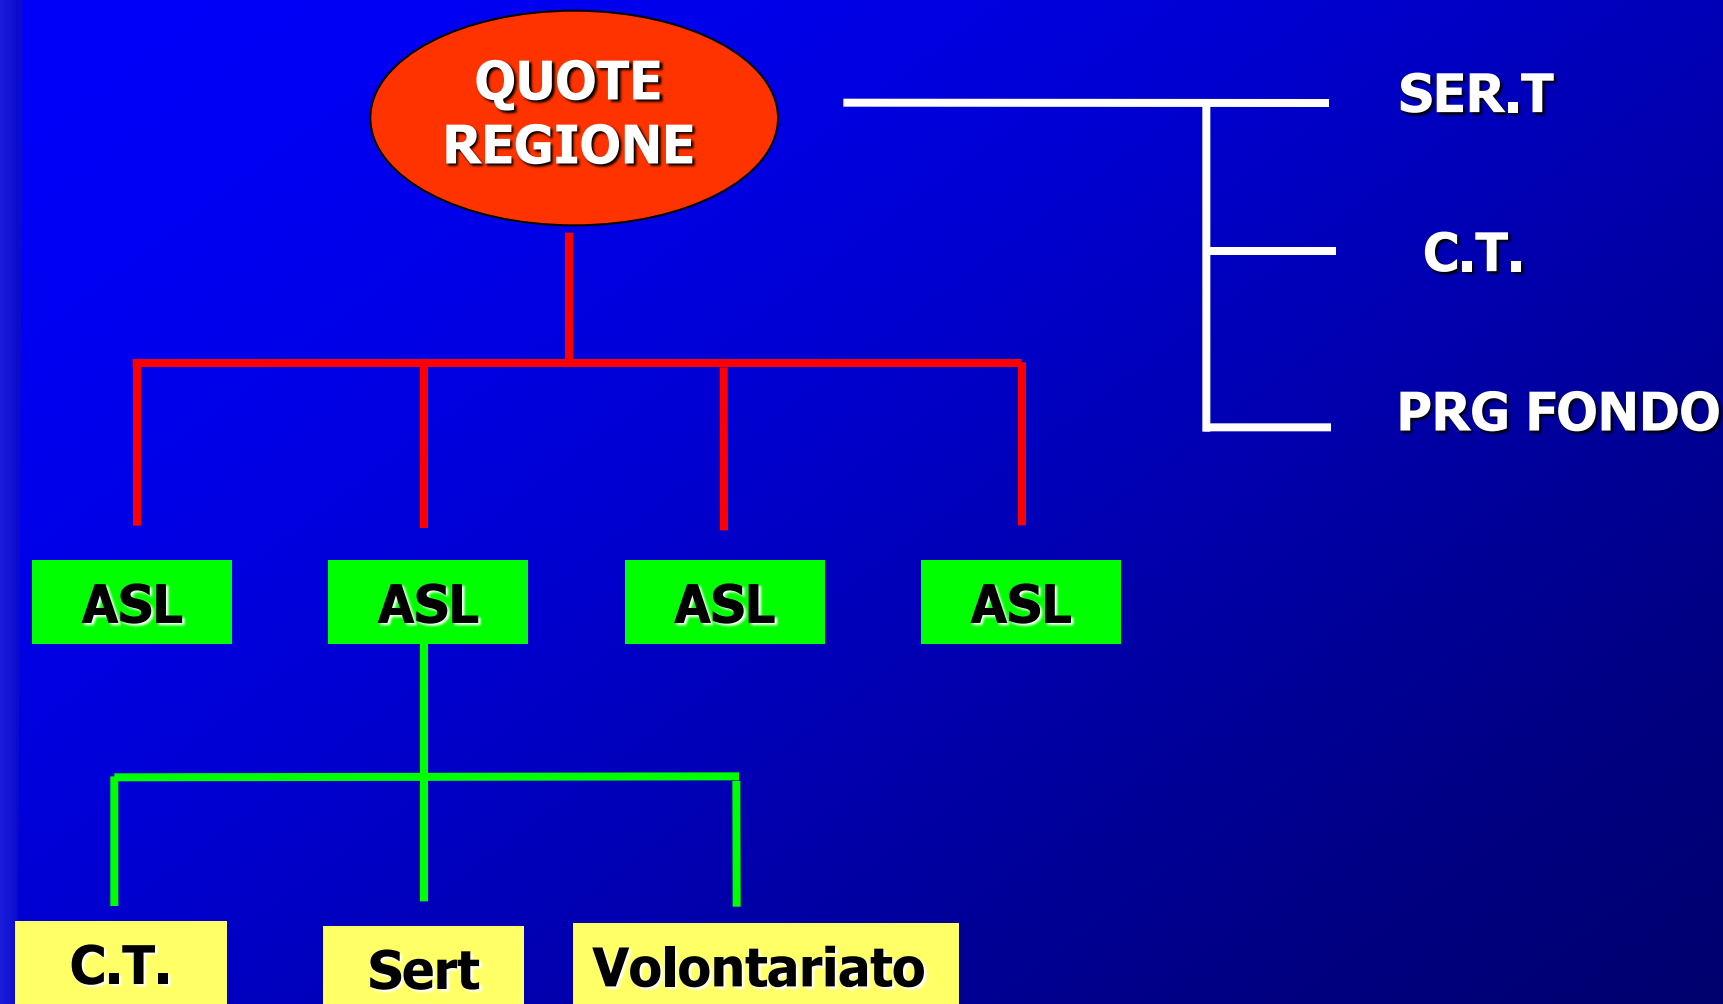 QUOTE
REGIONE
SER.T
C.T.
PRG FONDO
ASL
ASL
ASL
ASL
C.T.
Sert
Volontariato